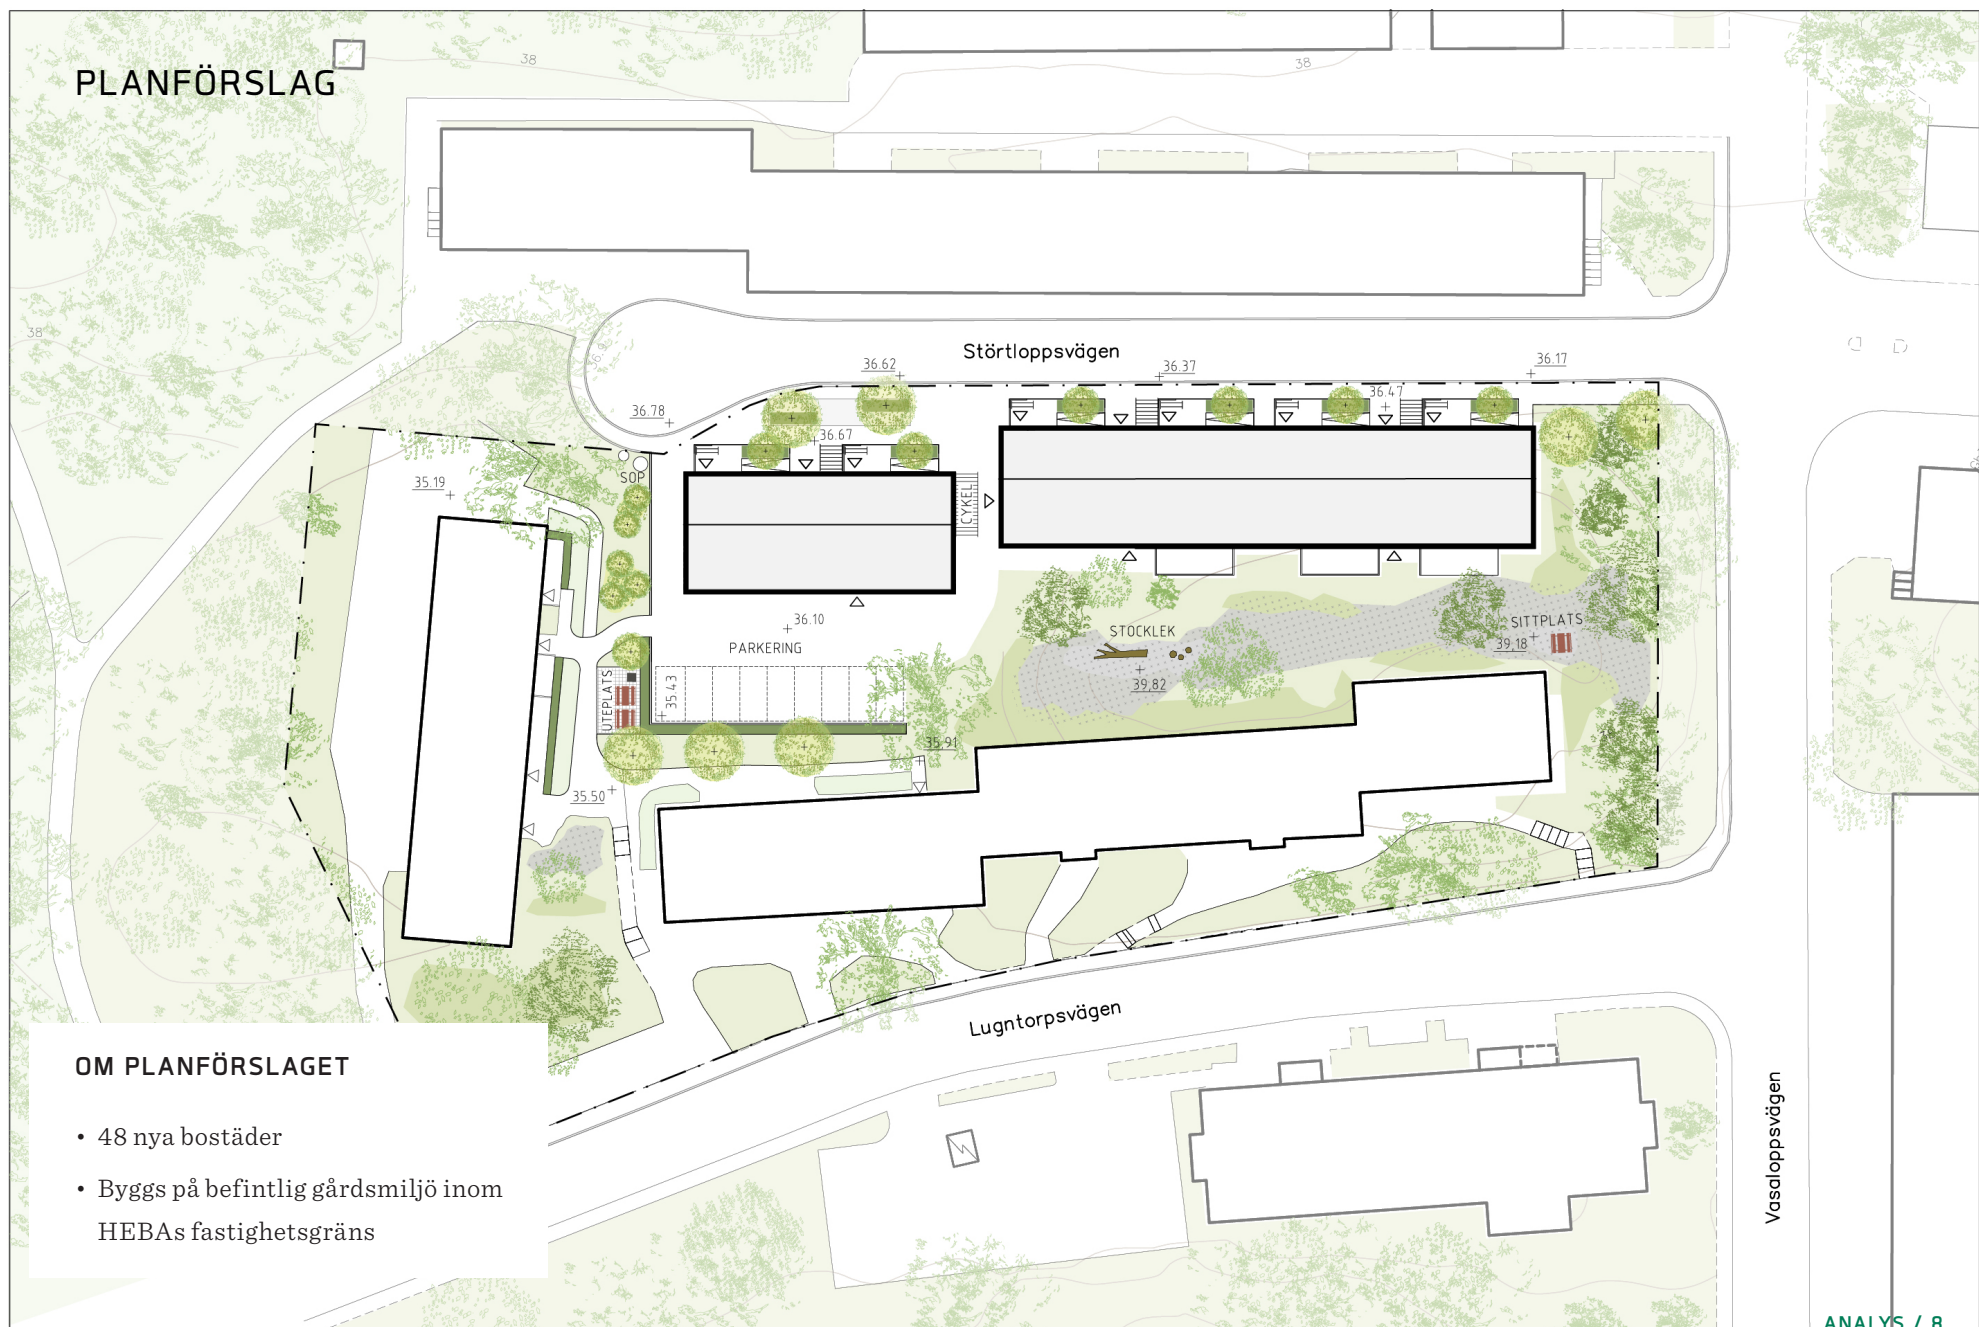 PLANFÖRSLAG
38
38
38
Störtloppsvägen
36.62
36.37
36.17
36.78
36.47
36.67
35.19
SOP
CYKEL
36.10
PARKERING
STOCKLEK
SITTPLATS
39,18
39,82
UTEPLATS
35.43
35.91
35.50
Lugntorpsvägen
Vasaloppsvägen
OM PLANFÖRSLAGET
• 48 nya bostäder
• Byggs på befintlig gårdsmiljö inom
HEBAs fastighetsgräns
ANALYS / 8